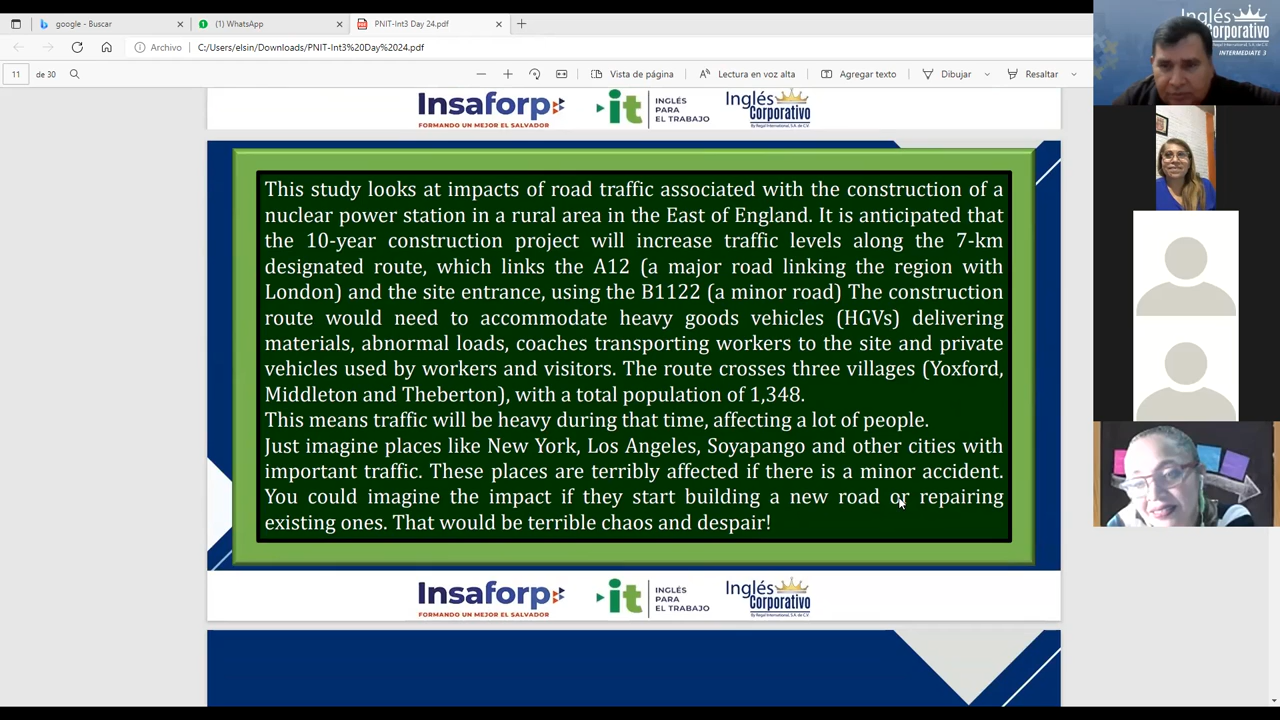 google - Buscar
(1) WhatsApp
PNIT-Int3 Day 24.pdf
Archivo
C:/Users/elsin/Downloads/PNIT-Int3%20Day%2024.pdf
11 de 30
Vista de página
Lectura en voz alta
Agregar texto
Dibujar
Resaltar
Insaforp
FORMANDO UN MEJOR EL SALVADOR
it
INGLÉS
PARA
EL TRABAJO
Inglés
Corporativo
By Regal International, S.A. de C.V.
This study looks at impacts of road traffic associated with the construction of a
nuclear power station in a rural area in the East of England. It is anticipated that
the 10-year construction project will increase traffic levels along the 7-km
designated route, which links the A12 (a major road linking the region with
London) and the site entrance, using the B1122 (a minor road) The construction
route would need to accommodate heavy goods vehicles (HGVs) delivering
materials, abnormal loads, coaches transporting workers to the site and private
vehicles used by workers and visitors. The route crosses three villages (Yoxford,
Middleton and Theberton), with a total population of 1,348.
This means traffic will be heavy during that time, affecting a lot of people.
Just imagine places like New York, Los Angeles, Soyapango and other cities with
important traffic. These places are terribly affected if there is a minor accident.
You could imagine the impact if they start building a new road or repairing
existing ones. That would be terrible chaos and despair!
Insaforp
FORMANDO UN MEJOR EL SALVADOR
it
INGLÉS
PARA
EL TRABAJO
Inglés
Corporativo
By Regal International, S.A. de C.V.
Inglés
INTERMEDIATE 3